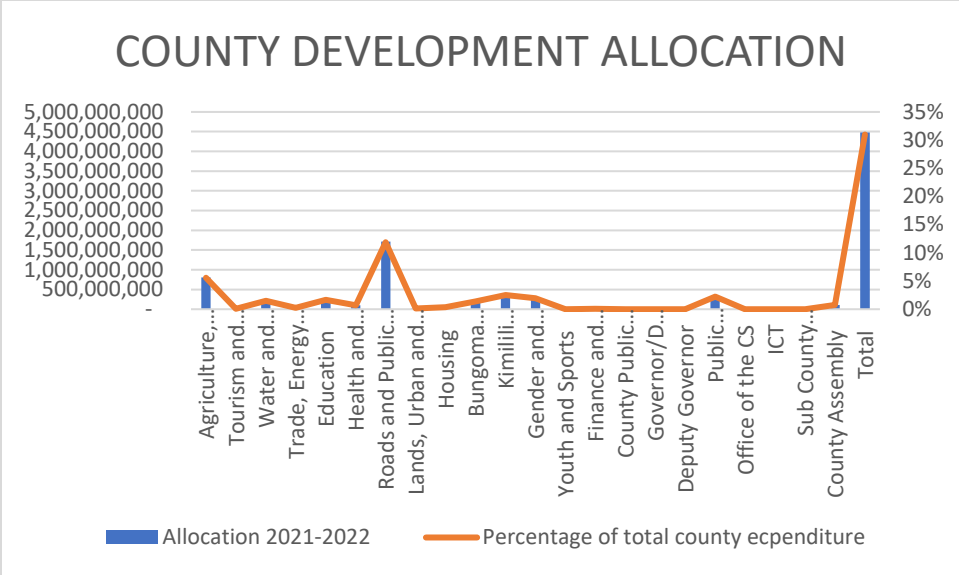 COUNTY DEVELOPMENT ALLOCATION
5,000,000,000
4,500,000,000
4,000,000,000
3,500,000,000
3,000,000,000
2,500,000,000
2,000,000,000
1,500,000,000
1,000,000,000
500,000,000
-
35%
30%
25%
20%
15%
10%
5%
0%
Agriculture,...
Tourism and...
Water and...
Trade, Energy...
Education
Health and...
Roads and Public...
Lands, Urban and...
Housing
Bungoma...
Kimilili...
Gender and...
Youth and Sports
Finance and...
County Public...
Governor/D...
Deputy Governor
Public...
Office of the CS
ICT
Sub County...
County Assembly
Total
Allocation 2021-2022
Percentage of total county ecpenditure